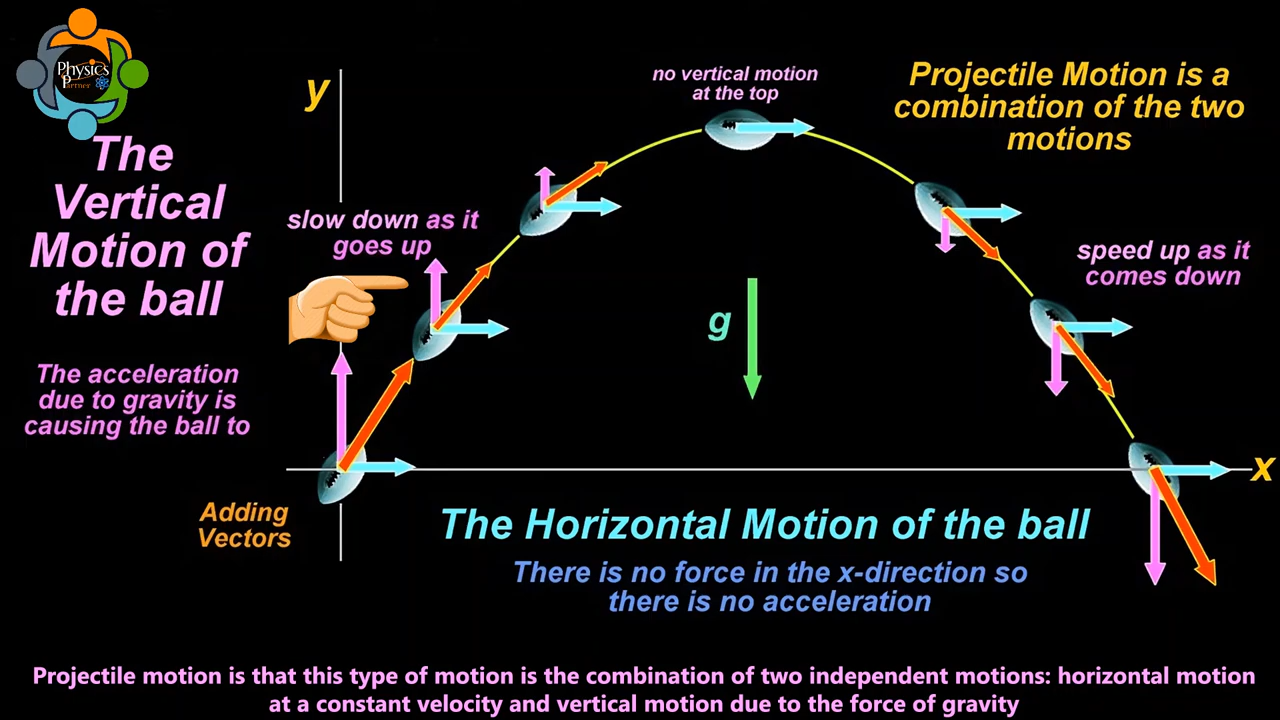 Physics
Partner
The
Vertical
Motion of
the ball
The acceleration
due to gravity is
causing the ball to
y
slow down as it
goes up
no vertical motion
at the top
Projectile Motion is a
combination of the two
motions
speed up as it
comes down
g
x
Adding
Vectors
The Horizontal Motion of the ball
There is no force in the x-direction so
there is no acceleration
Projectile motion is that this type of motion is the combination of two independent motions: horizontal motion
at a constant velocity and vertical motion due to the force of gravity